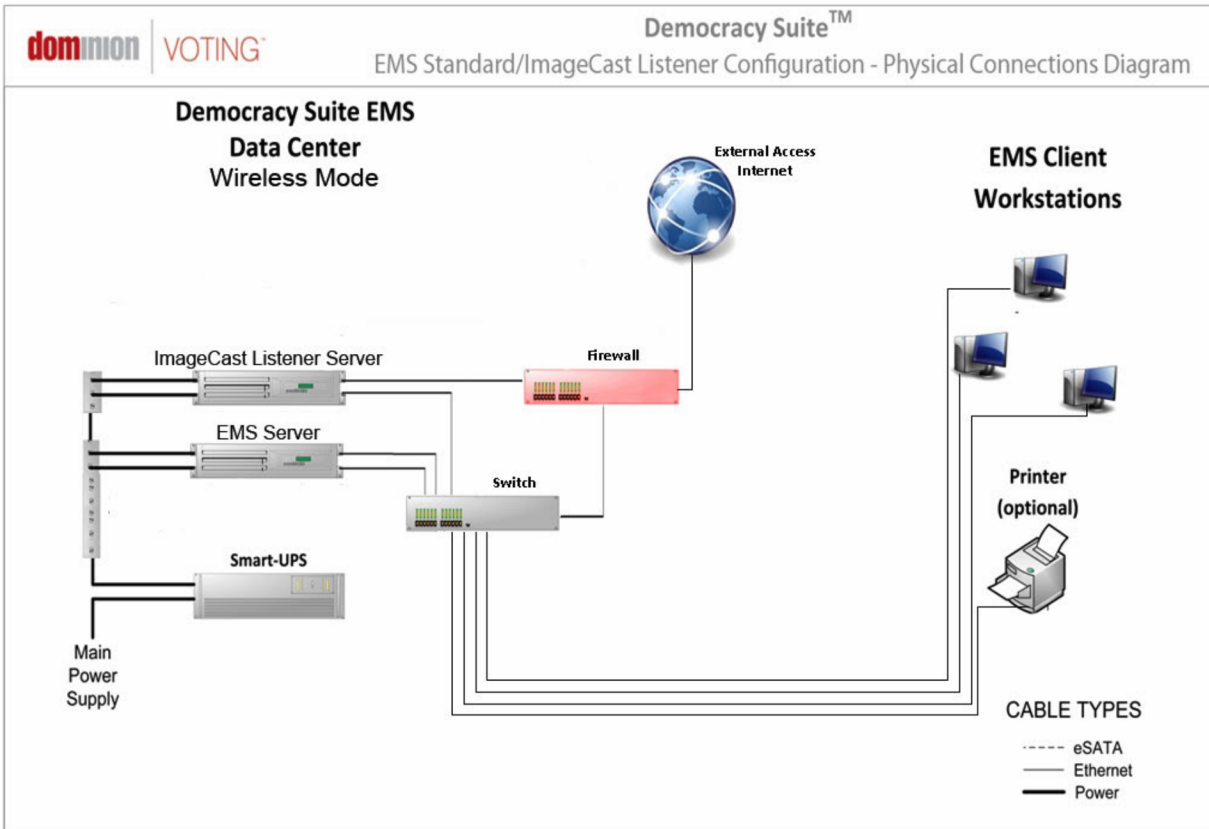 dominion VOTING™
Democracy Suite™
EMS Standard/ImageCast Listener Configuration - Physical Connections Diagram
Democracy Suite EMS
Data Center
Wireless Mode
External Access
Internet
EMS Client
Workstations
ImageCast Listener Server
Firewall
EMS Server
Switch
Printer
(optional)
Smart-UPS
Main
Power
Supply
CABLE TYPES
eSATA
Ethernet
Power